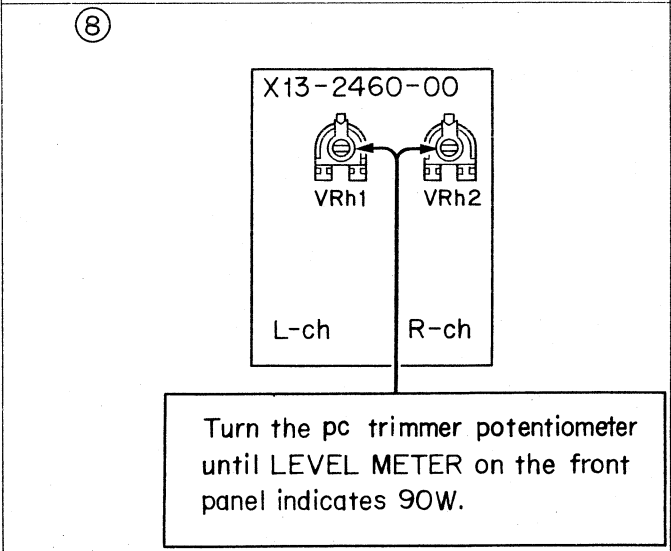 ⑧
X13-2460-00
VRh1 VRh2
L-ch R-ch
Turn the pc trimmer potentiometer
until LEVEL METER on the front
panel indicates 90W.